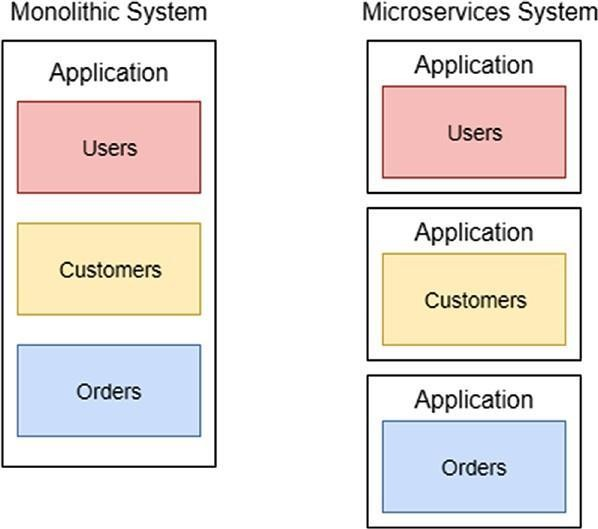 Monolithic System
Application
Users
Customers
Orders
Microservices System
Application
Users
Application
Customers
Application
Orders